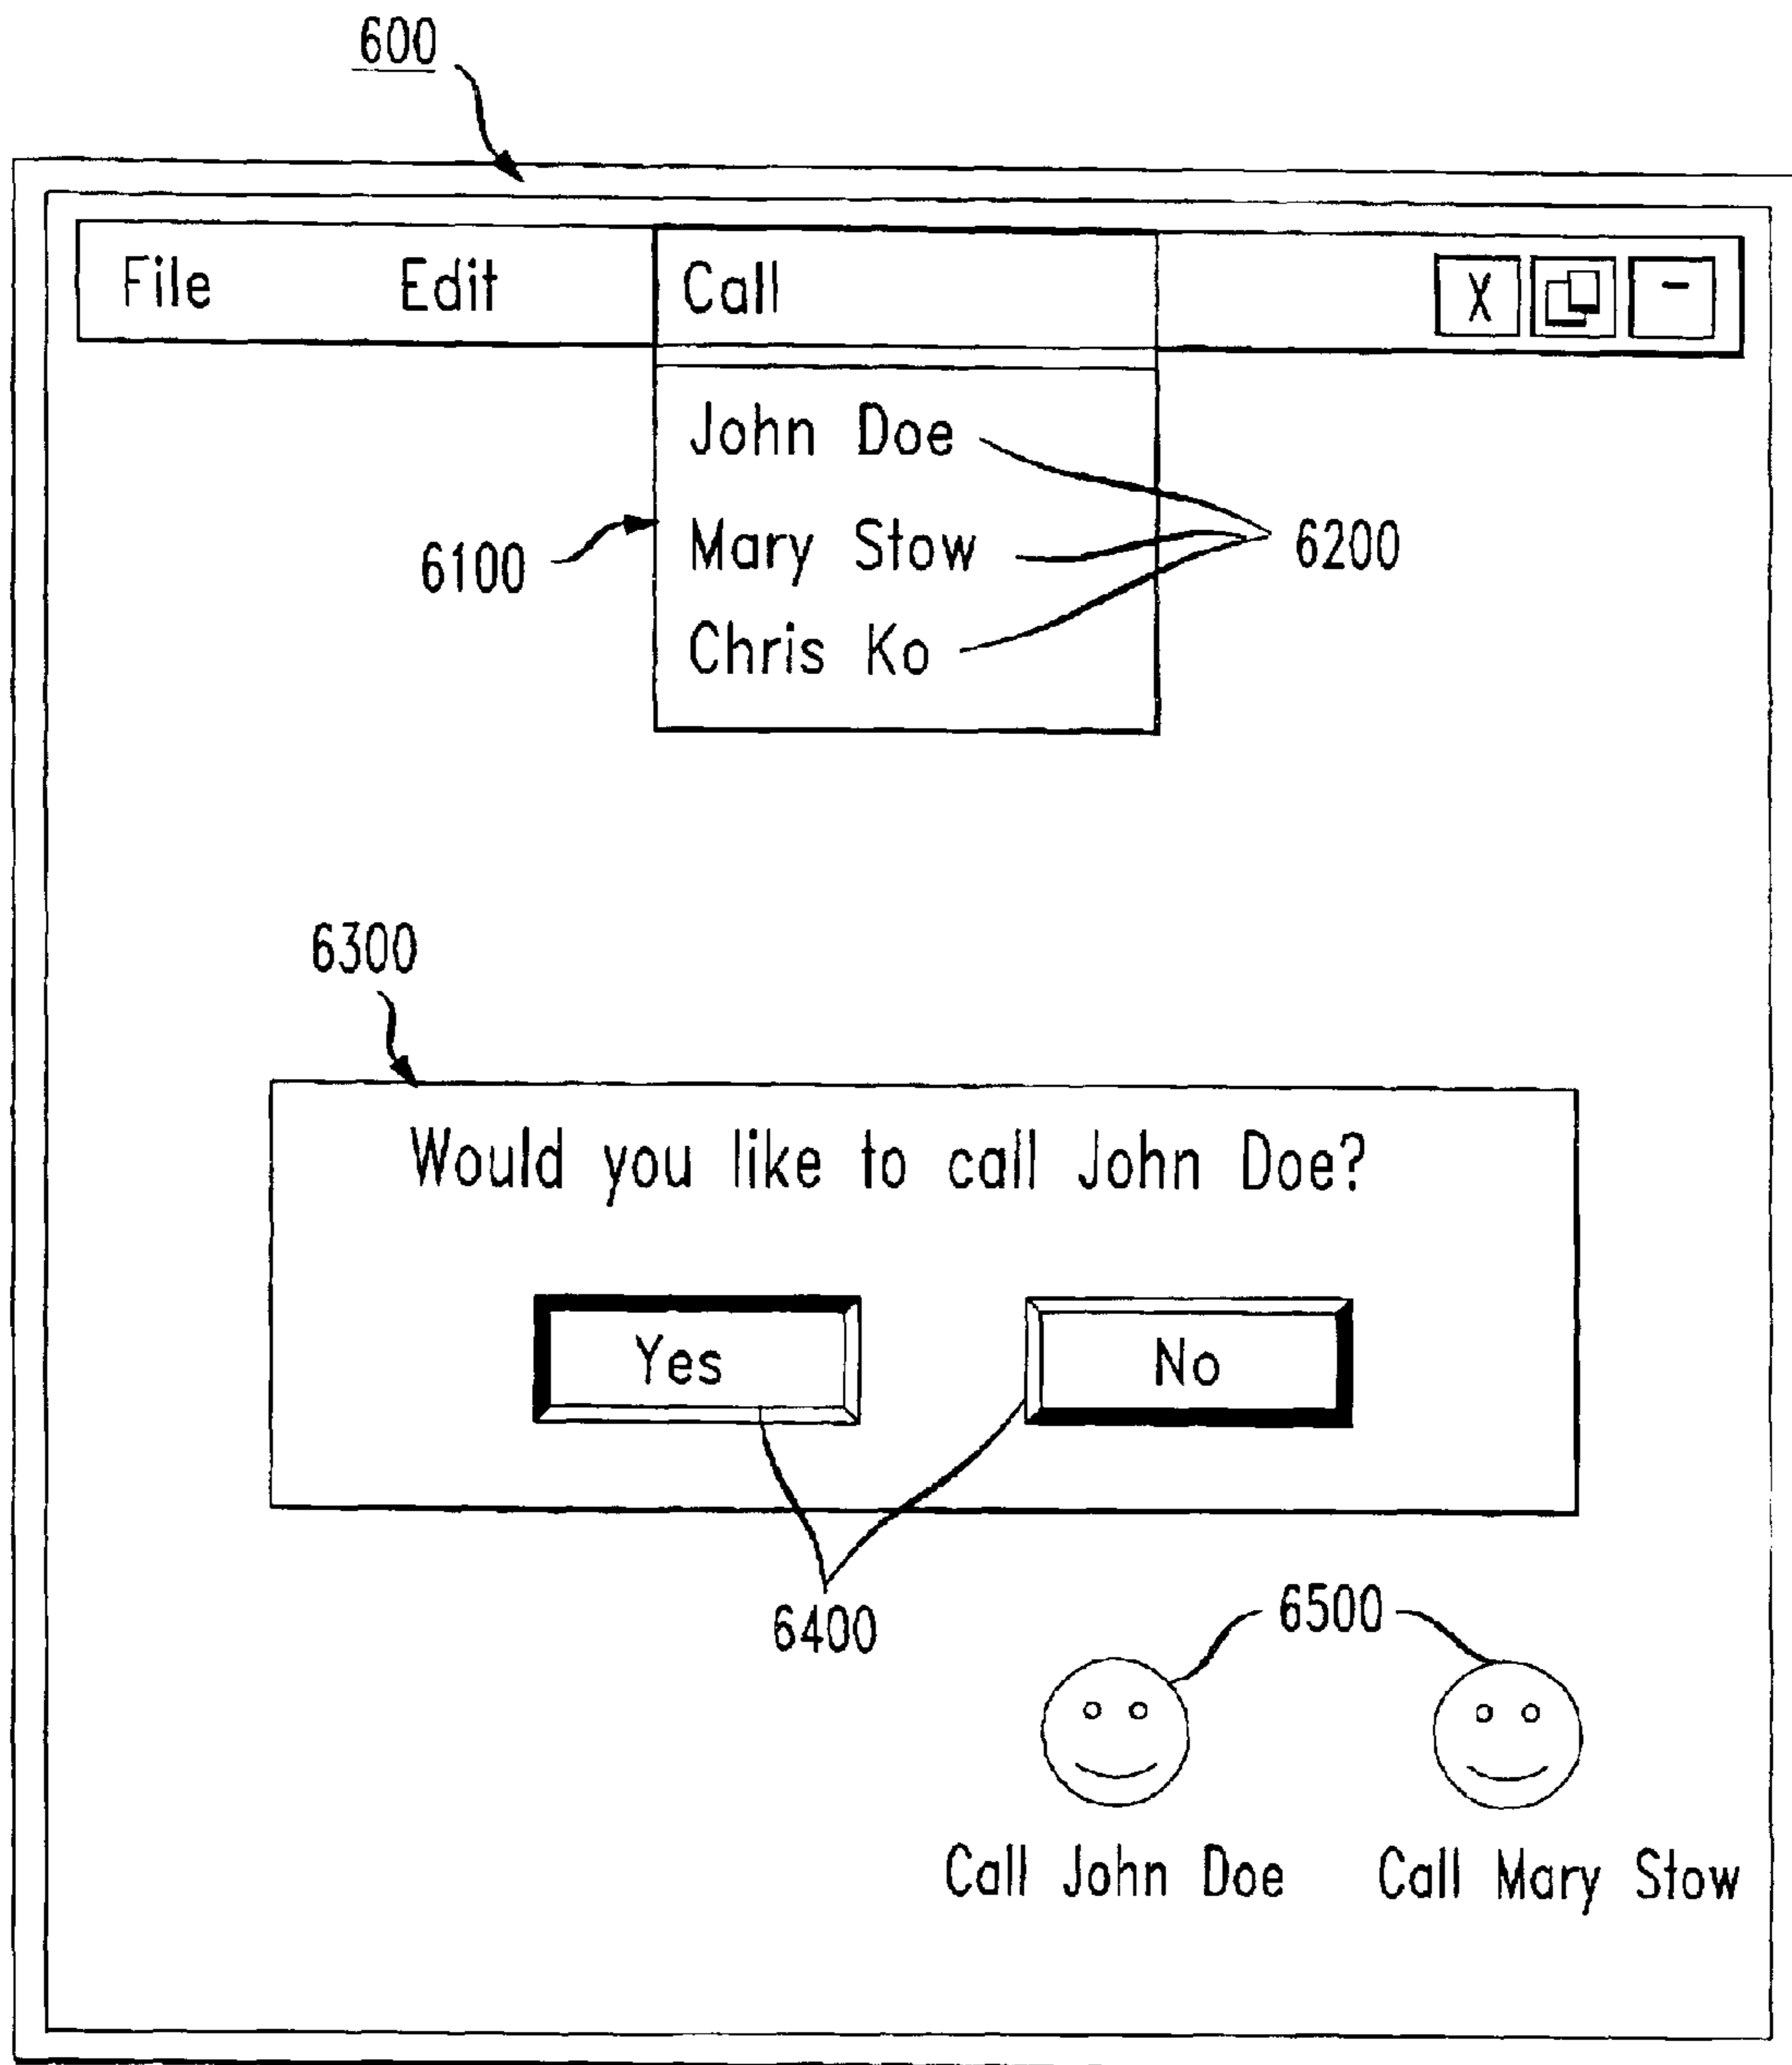 600
File Edit Call X -
John Doe
Mary Stow
Chris Ko
6100
6200
6300
Would you like to call John Doe?
Yes No
6400
6500
Call John Doe Call Mary Stow